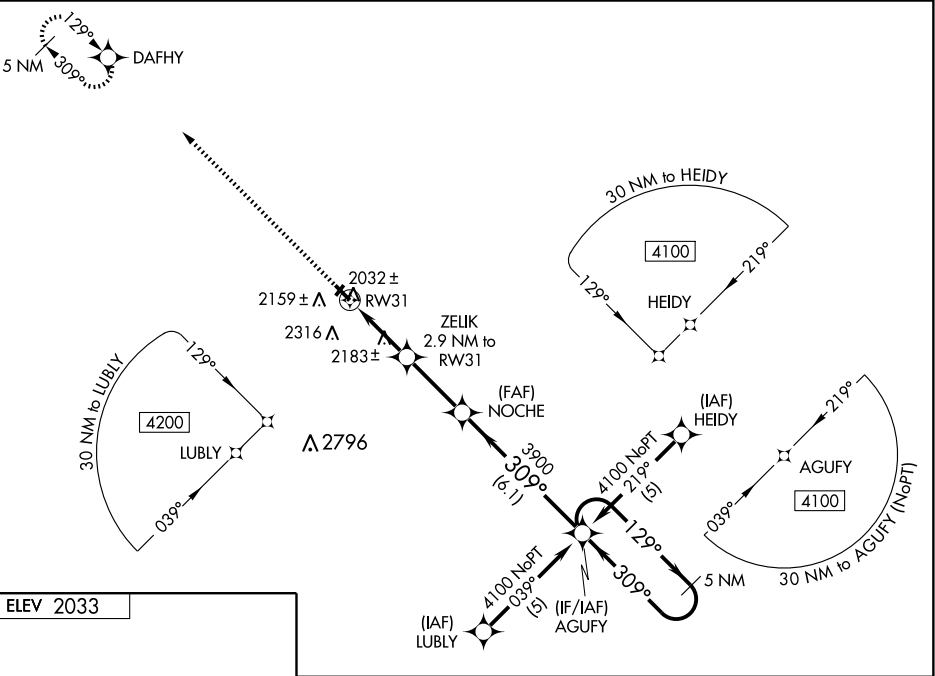 129°
5 NM
309°
DAFHY
30 NM to HEIDY
4100
219°
129°
HEIDY
2032 ±
2159 ±
RW31
2316
2183±
ZELIK
2.9 NM to
RW31
129°
30 NM to LUBLY
4200
LUBLY
039°
2796
(FAF)
NOCHE
(IAF)
HEIDY
219°
AGUFY
4100
039°
30 NM to AGUFY (NoPT)
3900
309°
(6.1)
4100 NoPT
219°
(5)
129°
309°
5 NM
4100 NoPT
039°
(5)
(IF/IAF)
AGUFY
(IAF)
LUBLY
ELEV 2033